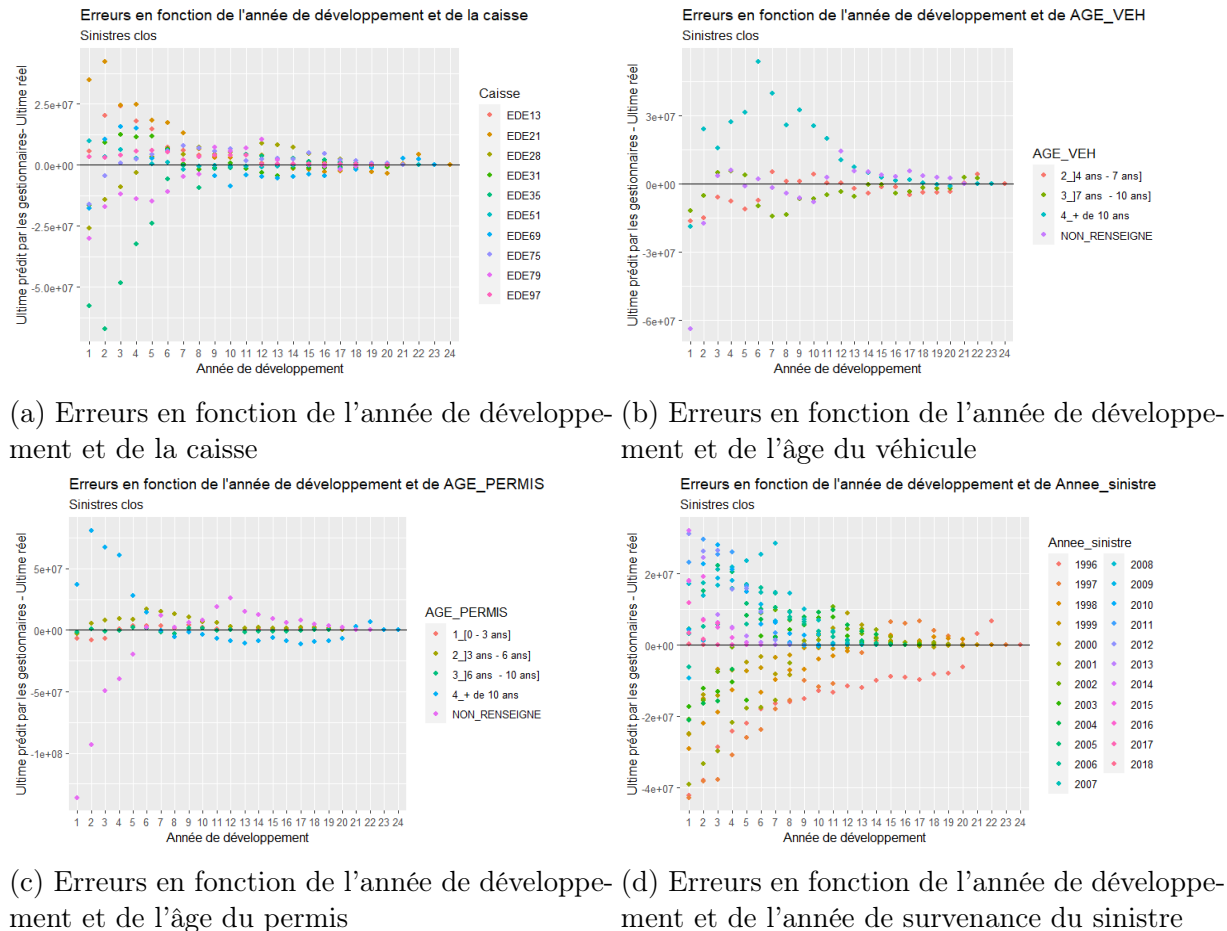 Erreurs en fonction de l'année de développement et de la caisse
Sinistres clos
Ultime prédit par les gestionnaires- Ultime réel
2.5e+07
0.0e+00
-2.5e+07
-5.0e+07
1 2 3 4 5 6 7 8 9 10 11 12 13 14 15 16 17 18 19 20 21 22 23 24
Année de développement
Caisse
EDE13
EDE21
EDE28
EDE31
EDE35
EDE51
EDE69
EDE75
EDE79
EDE97
(a) Erreurs en fonction de l'année de développe-
ment et de la caisse
Erreurs en fonction de l'année de développement et de AGE_VEH
Sinistres clos
Ultime prédit par les gestionnaires - Ultime réel
3e+07
0e+00
-3e+07
-6e+07
1 2 3 4 5 6 7 8 9 10 11 12 13 14 15 16 17 18 19 20 21 22 23 24
Année de développement
AGE_VEH
2_]4 ans - 7 ans]
3_]7 ans - 10 ans]
4_+ de 10 ans
NON_RENSEIGNE
(b) Erreurs en fonction de l'année de développe-
ment et de l'âge du véhicule
Erreurs en fonction de l'année de développement et de AGE_PERMIS
Sinistres clos
Ultime prédit par les gestionnaires - Ultime réel
5e+07
0e+00
-5e+07
-1e+08
1 2 3 4 5 6 7 8 9 10 11 12 13 14 15 16 17 18 19 20 21 22 23 24
Année de développement
AGE_PERMIS
1_[0 - 3 ans]
2_]3 ans - 6 ans]
3_]6 ans - 10 ans]
4_+ de 10 ans
NON_RENSEIGNE
(c) Erreurs en fonction de l'année de développe-
ment et de l'âge du permis
Erreurs en fonction de l'année de développement et de Annee_sinistre
Sinistres clos
Ultime prédit par les gestionnaires - Ultime réel
2e+07
0e+00
-2e+07
-4e+07
1 2 3 4 5 6 7 8 9 10 11 12 13 14 15 16 17 18 19 20 21 22 23 24
Année de développement
Annee_sinistre
1996 2008
1997 2009
1998 2010
1999 2011
2000 2012
2001 2013
2002 2014
2003 2015
2004 2016
2005 2017
2006 2018
2007
(d) Erreurs en fonction de l'année de développe-
ment et de l'année de survenance du sinistre